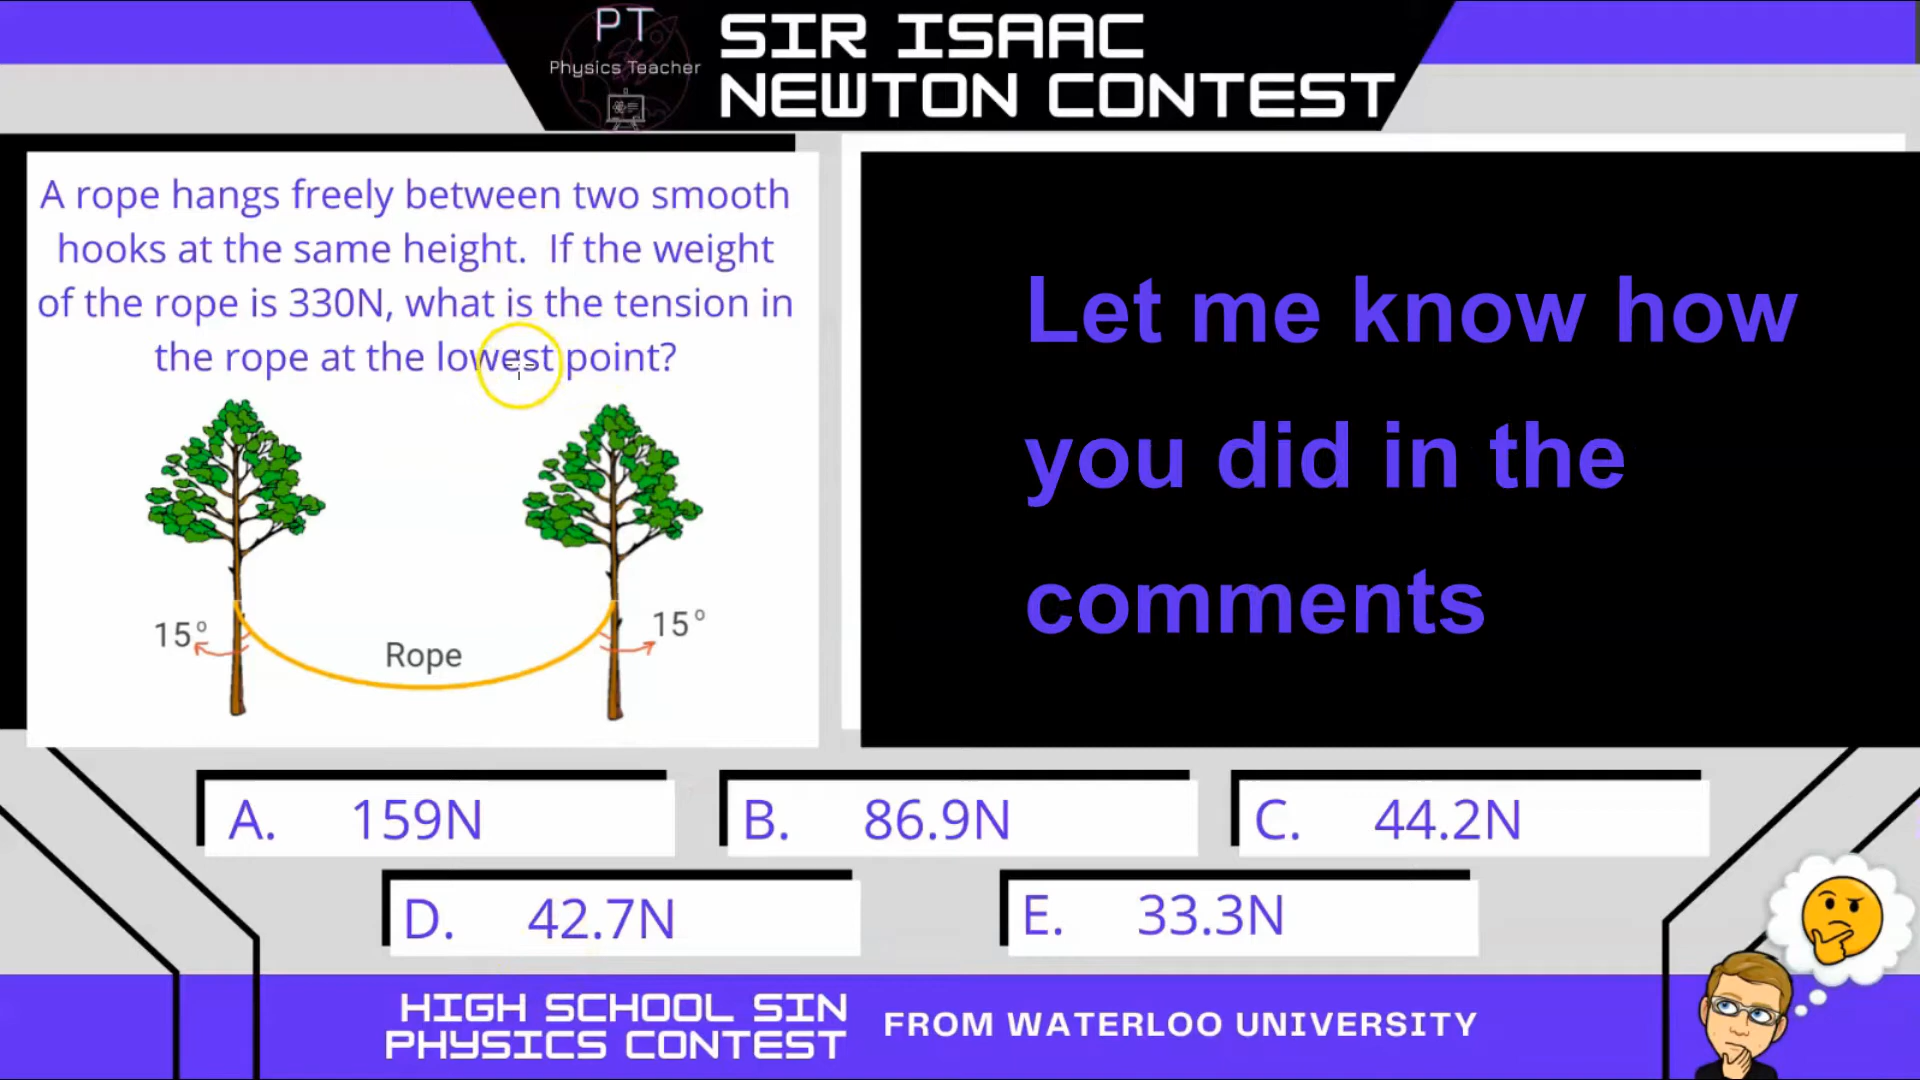 PT
Physics Teacher
SIR ISAAC
NEWTON CONTEST
A rope hangs freely between two smooth
hooks at the same height. If the weight
of the rope is 330N, what is the tension in
the rope at the lowest point?
15°
Rope
15°
Let me know how
you did in the
comments
A. 159N
B. 86.9N
C. 44.2N
D. 42.7N
E. 33.3N
HIGH SCHOOL SIN
PHYSICS CONTEST
FROM WATERLOO UNIVERSITY